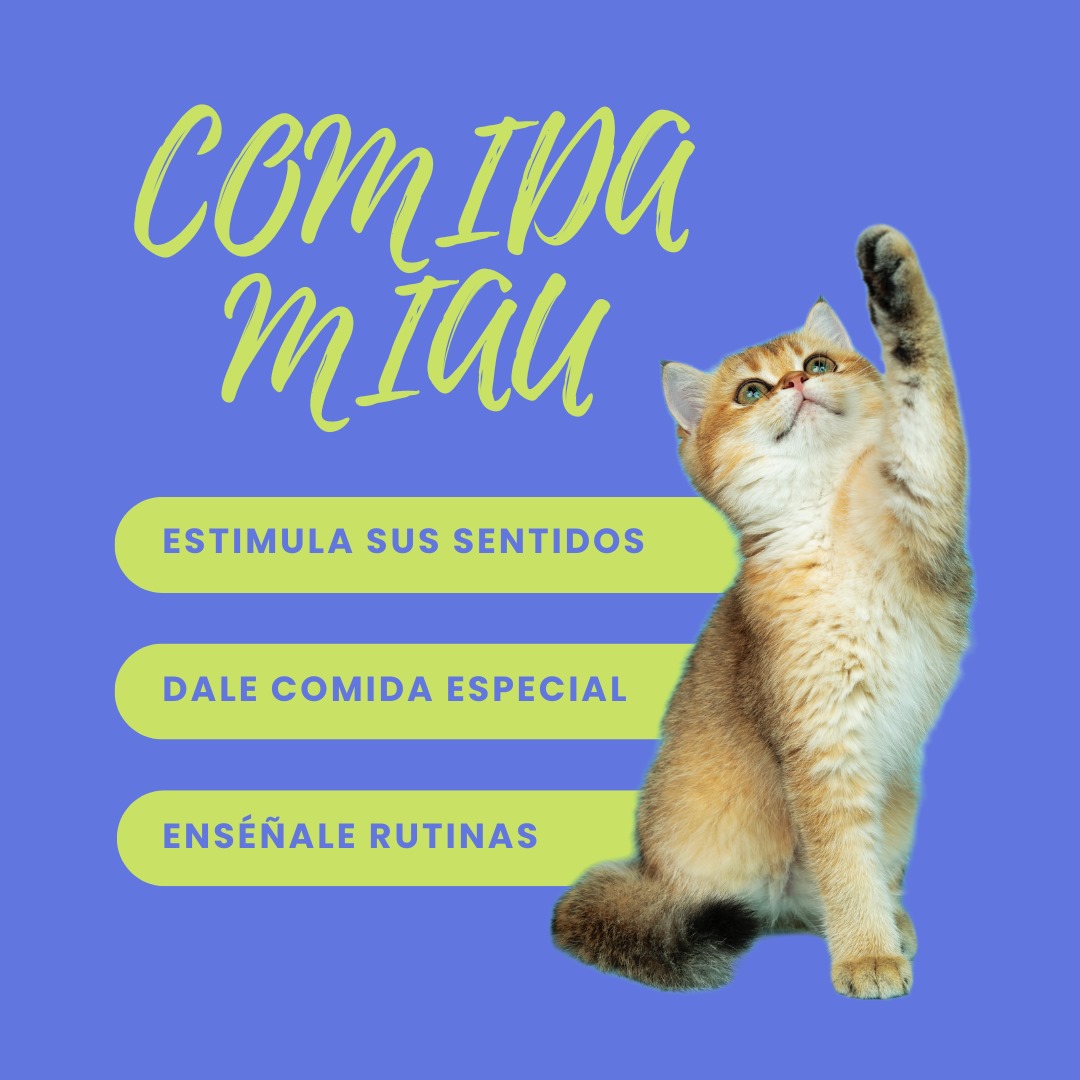 COMIDA
MIAU
ESTIMULA SUS SENTIDOS
DALE COMIDA ESPECIAL
ENSÉÑALE RUTINAS